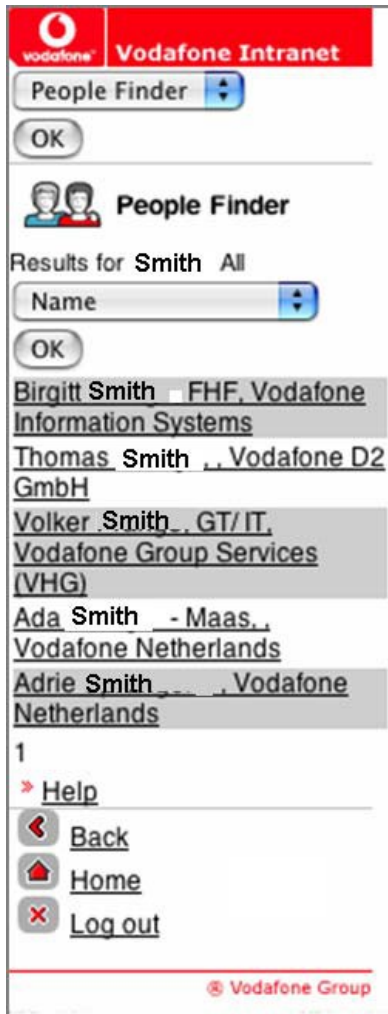 vodafone™ Vodafone Intranet
People Finder
OK
People Finder
Results for Smith All
Name
OK
Birgitt Smith FHF, Vodafone
Information Systems
Thomas Smith , , Vodafone D2
GmbH
Volker Smith , GT/ IT,
Vodafone Group Services
(VHG)
Ada Smith - Maas, ,
Vodafone Netherlands
Adrie Smith , Vodafone
Netherlands
1
» Help
Back
Home
Log out
® Vodafone Group